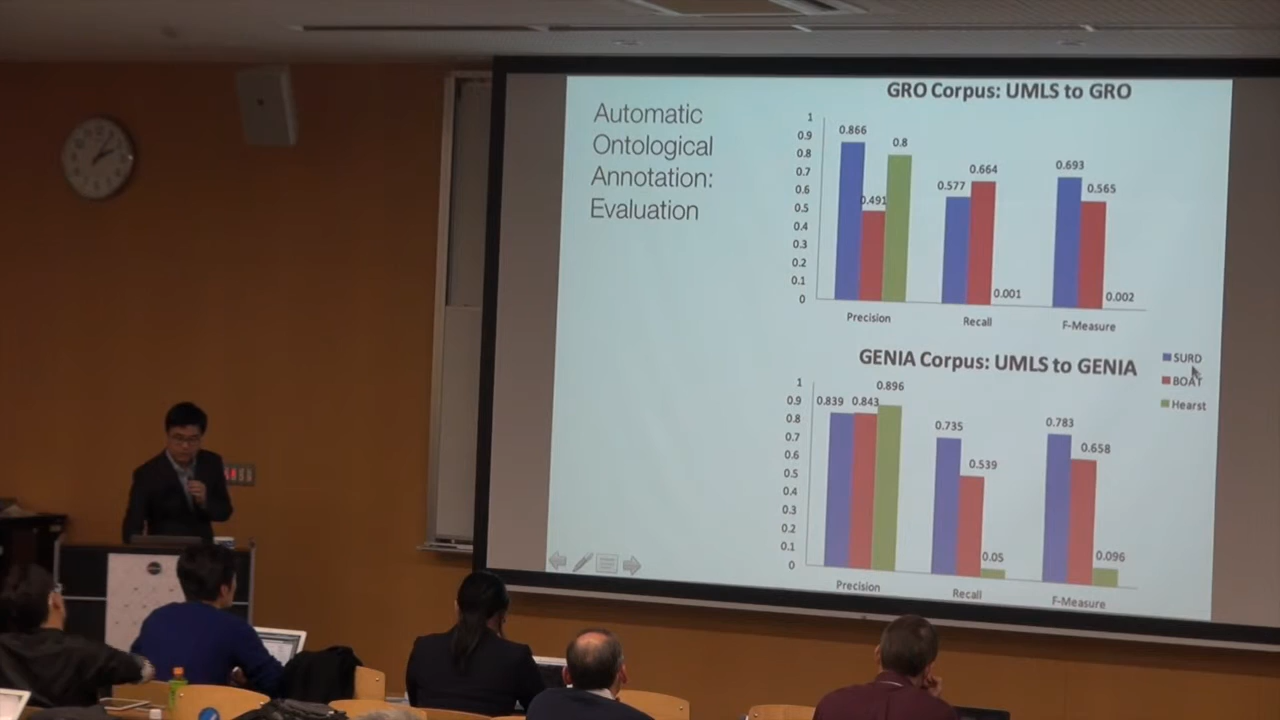 Automatic
Ontological
Annotation:
Evaluation
GRO Corpus: UMLS to GRO
1
0.9
0.8
0.7
0.6
0.5
0.4
0.3
0.2
0.1
0
0.866
0.491
0.8
0.577
0.664
0.001
0.693
0.565
0.002
Precision
Recall
F-Measure
GENIA Corpus: UMLS to GENIA
1
0.9
0.8
0.7
0.6
0.5
0.4
0.3
0.2
0.1
0
0.839
0.843
0.896
0.735
0.539
0.05
0.783
0.658
0.096
Precision
Recall
F-Measure
SURD
BOAT
Hearst